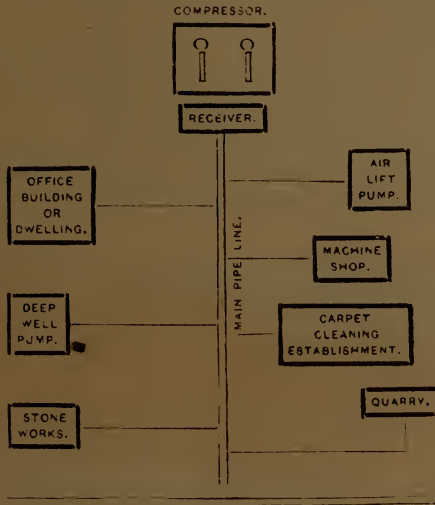 COMPRESSOR.
RECEIVER.
OFFICE
BUILDING
OR
DWELLING.
AIR
LIFT
PUMP.
MAIN PIPE LINE.
MACHINE
SHOP.
DEEP
WELL
PUMP.
CARPET
CLEANING
ESTABLISHMENT.
QUARRY.
STONE
WORKS.